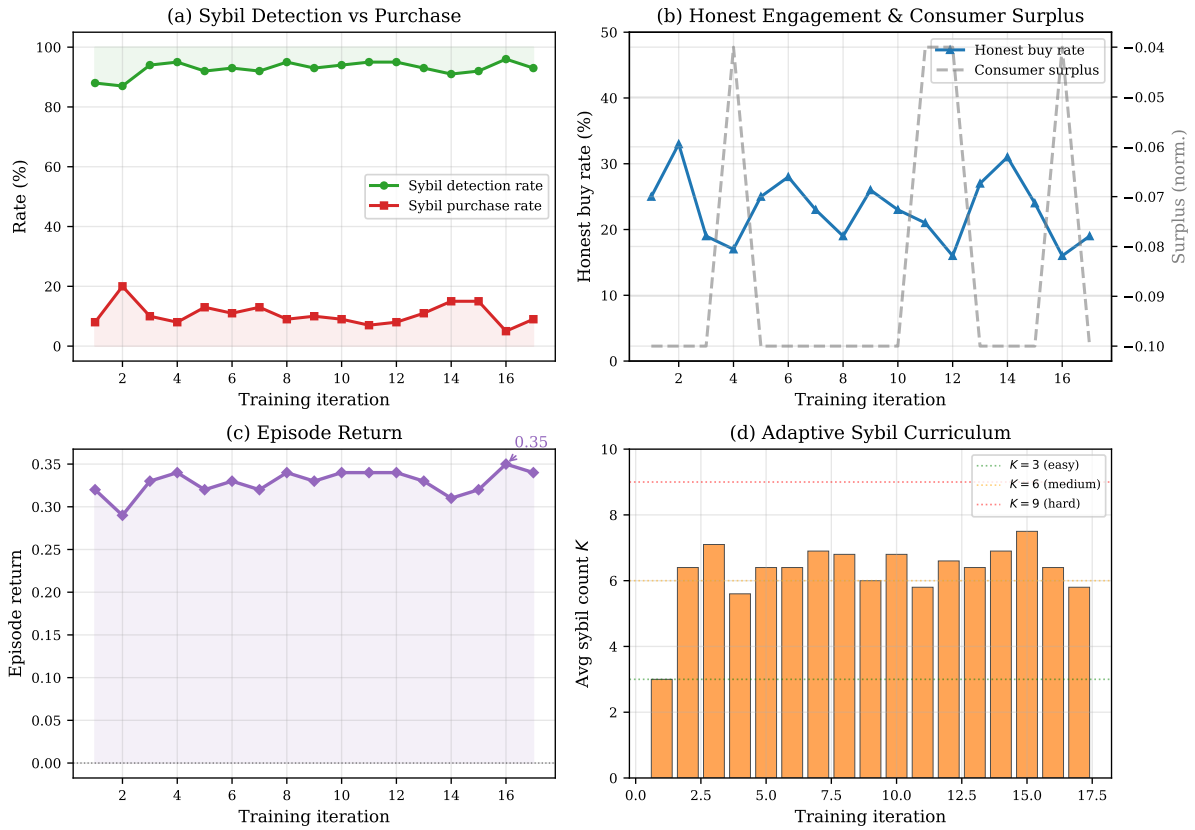 (a) Sybil Detection vs Purchase
100
80
60
40
20
0
Rate (%)
Sybil detection rate
Sybil purchase rate
2 4 6 8 10 12 14 16
Training iteration
(b) Honest Engagement & Consumer Surplus
50
40
30
20
10
0
Honest buy rate (%)
Honest buy rate
Consumer surplus
−0.04
−0.05
−0.06
−0.07
−0.08
−0.09
−0.10
Surplus (norm.)
2 4 6 8 10 12 14 16
Training iteration
(c) Episode Return
0.35
0.35
0.30
0.25
0.20
0.15
0.10
0.05
0.00
Episode return
2 4 6 8 10 12 14 16
Training iteration
(d) Adaptive Sybil Curriculum
10
8
6
4
2
0
Avg sybil count K
K = 3 (easy)
K = 6 (medium)
K = 9 (hard)
0.0 2.5 5.0 7.5 10.0 12.5 15.0 17.5
Training iteration